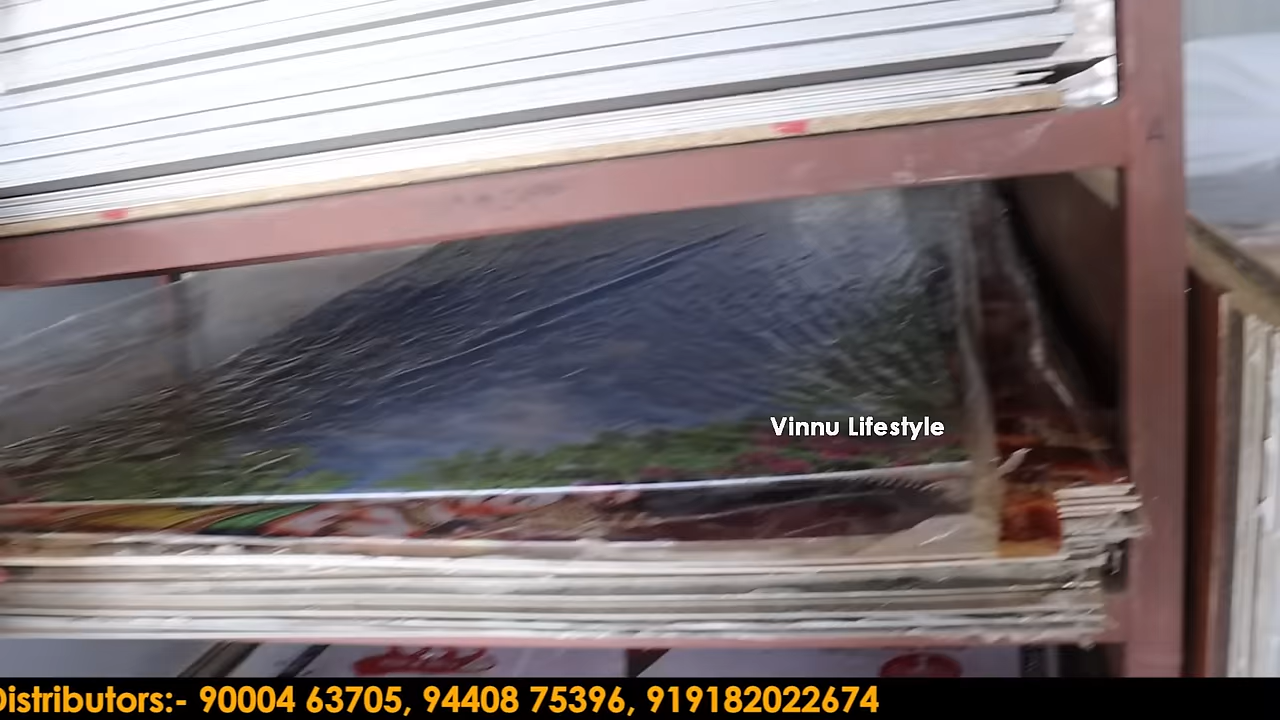 Vinnu Lifestyle
Distributors:- 90004 63705, 94408 75396, 919182022674